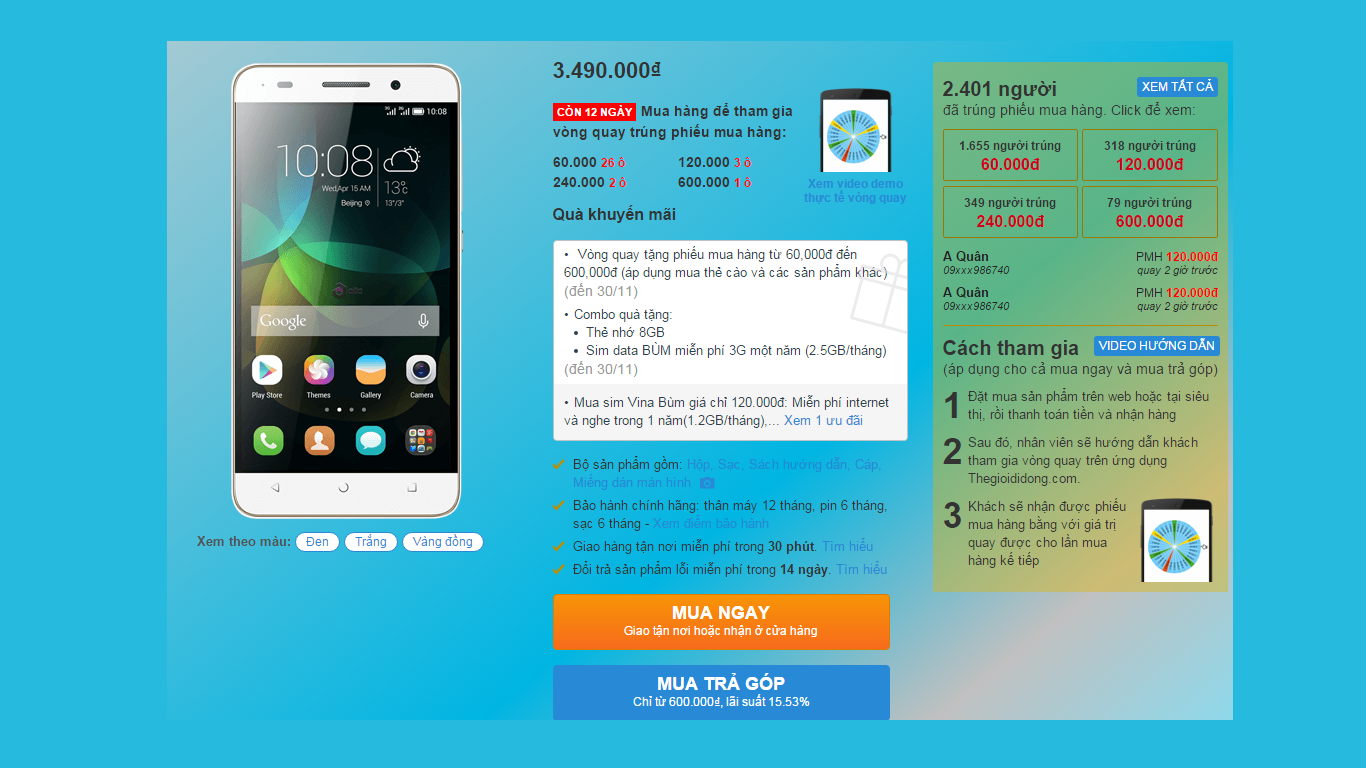 10:08
10:08
Wed,Apr 15 AM
Beijing
13°c
13°/3°
Google
Play Store
Themes
Gallery
Camera
Xem theo màu: Đen Trắng Vàng đồng
3.490.000₫
CÒN 12 NGÀY Mua hàng để tham gia
vòng quay trúng phiếu mua hàng:
60.000 26 ô 120.000 3 ô
240.000 2 ô 600.000 1 ô
Xem video demo
thực tế vòng quay
Quà khuyến mãi
• Vòng quay tặng phiếu mua hàng từ 60,000đ đến
600,000đ (áp dụng mua thẻ cào và các sản phẩm khác)
(đến 30/11)
• Combo quà tặng:
• Thẻ nhớ 8GB
• Sim data BÙM miễn phí 3G một năm (2.5GB/tháng)
(đến 30/11)
• Mua sim Vina Bùm giá chỉ 120.000đ: Miễn phí internet
và nghe trong 1 năm(1.2GB/tháng),... Xem 1 ưu đãi
Bộ sản phẩm gồm: Hộp, Sạc, Sách hướng dẫn, Cáp,
Miếng dán màn hình
Bảo hành chính hãng: thân máy 12 tháng, pin 6 tháng,
sạc 6 tháng - Xem điểm bảo hành
Giao hàng tận nơi miễn phí trong 30 phút. Tìm hiểu
Đổi trả sản phẩm lỗi miễn phí trong 14 ngày. Tìm hiểu
MUA NGAY
Giao tận nơi hoặc nhận ở cửa hàng
MUA TRẢ GÓP
Chỉ từ 600.000₫, lãi suất 15.53%
2.401 người XEM TẤT CẢ
đã trúng phiếu mua hàng. Click để xem:
1.655 người trúng
60.000đ
318 người trúng
120.000đ
349 người trúng
240.000đ
79 người trúng
600.000đ
A Quân PMH 120.000đ
09xxx986740 quay 2 giờ trước
A Quân PMH 120.000đ
09xxx986740 quay 2 giờ trước
Cách tham gia VIDEO HƯỚNG DẪN
(áp dụng cho cả mua ngay và mua trả góp)
1 Đặt mua sản phẩm trên web hoặc tại siêu
thị, rồi thanh toán tiền và nhận hàng
2 Sau đó, nhân viên sẽ hướng dẫn khách
tham gia vòng quay trên ứng dụng
Thegioididong.com.
3 Khách sẽ nhận được phiếu
mua hàng bằng với giá trị
quay được cho lần mua
hàng kế tiếp